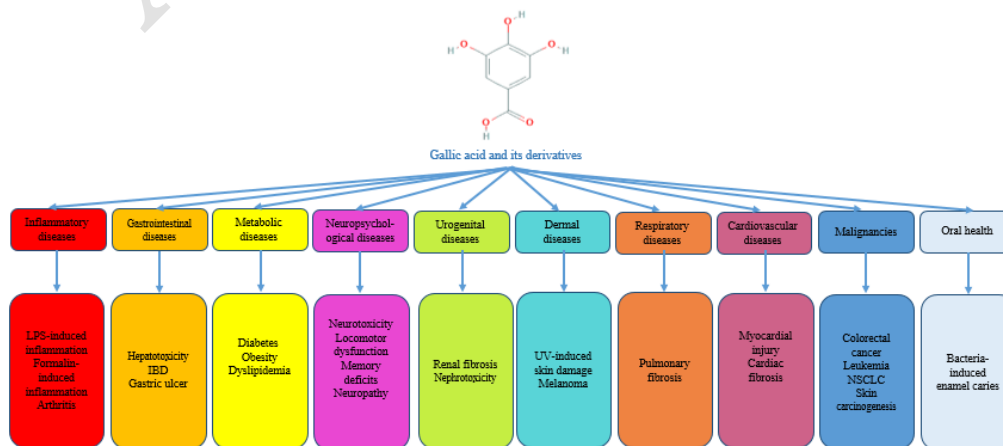 H
O
H
O
O
H
O
O
H
Gallic acid and its derivatives
Inflammatory
diseases
Gastrointestinal
diseases
Metabolic
diseases
Neuropsychol-
ogical diseases
Urogenital
diseases
Dermal
diseases
Respiratory
diseases
Cardiovascular
diseases
Malignancies
Oral health
LPS-induced
inflammation
Formalin-
induced
inflammation
Arthritis
Hepatotoxicity
IBD
Gastric ulcer
Diabetes
Obesity
Dyslipidemia
Neurotoxicity
Locomotor
dysfunction
Memory
deficits
Neuropathy
Renal fibrosis
Nephrotoxicity
UV-induced
skin damage
Melanoma
Pulmonary
fibrosis
Myocardial
injury
Cardiac
fibrosis
Colorectal
cancer
Leukemia
NSCLC
Skin
carcinogenesis
Bacteria-
induced
enamel caries